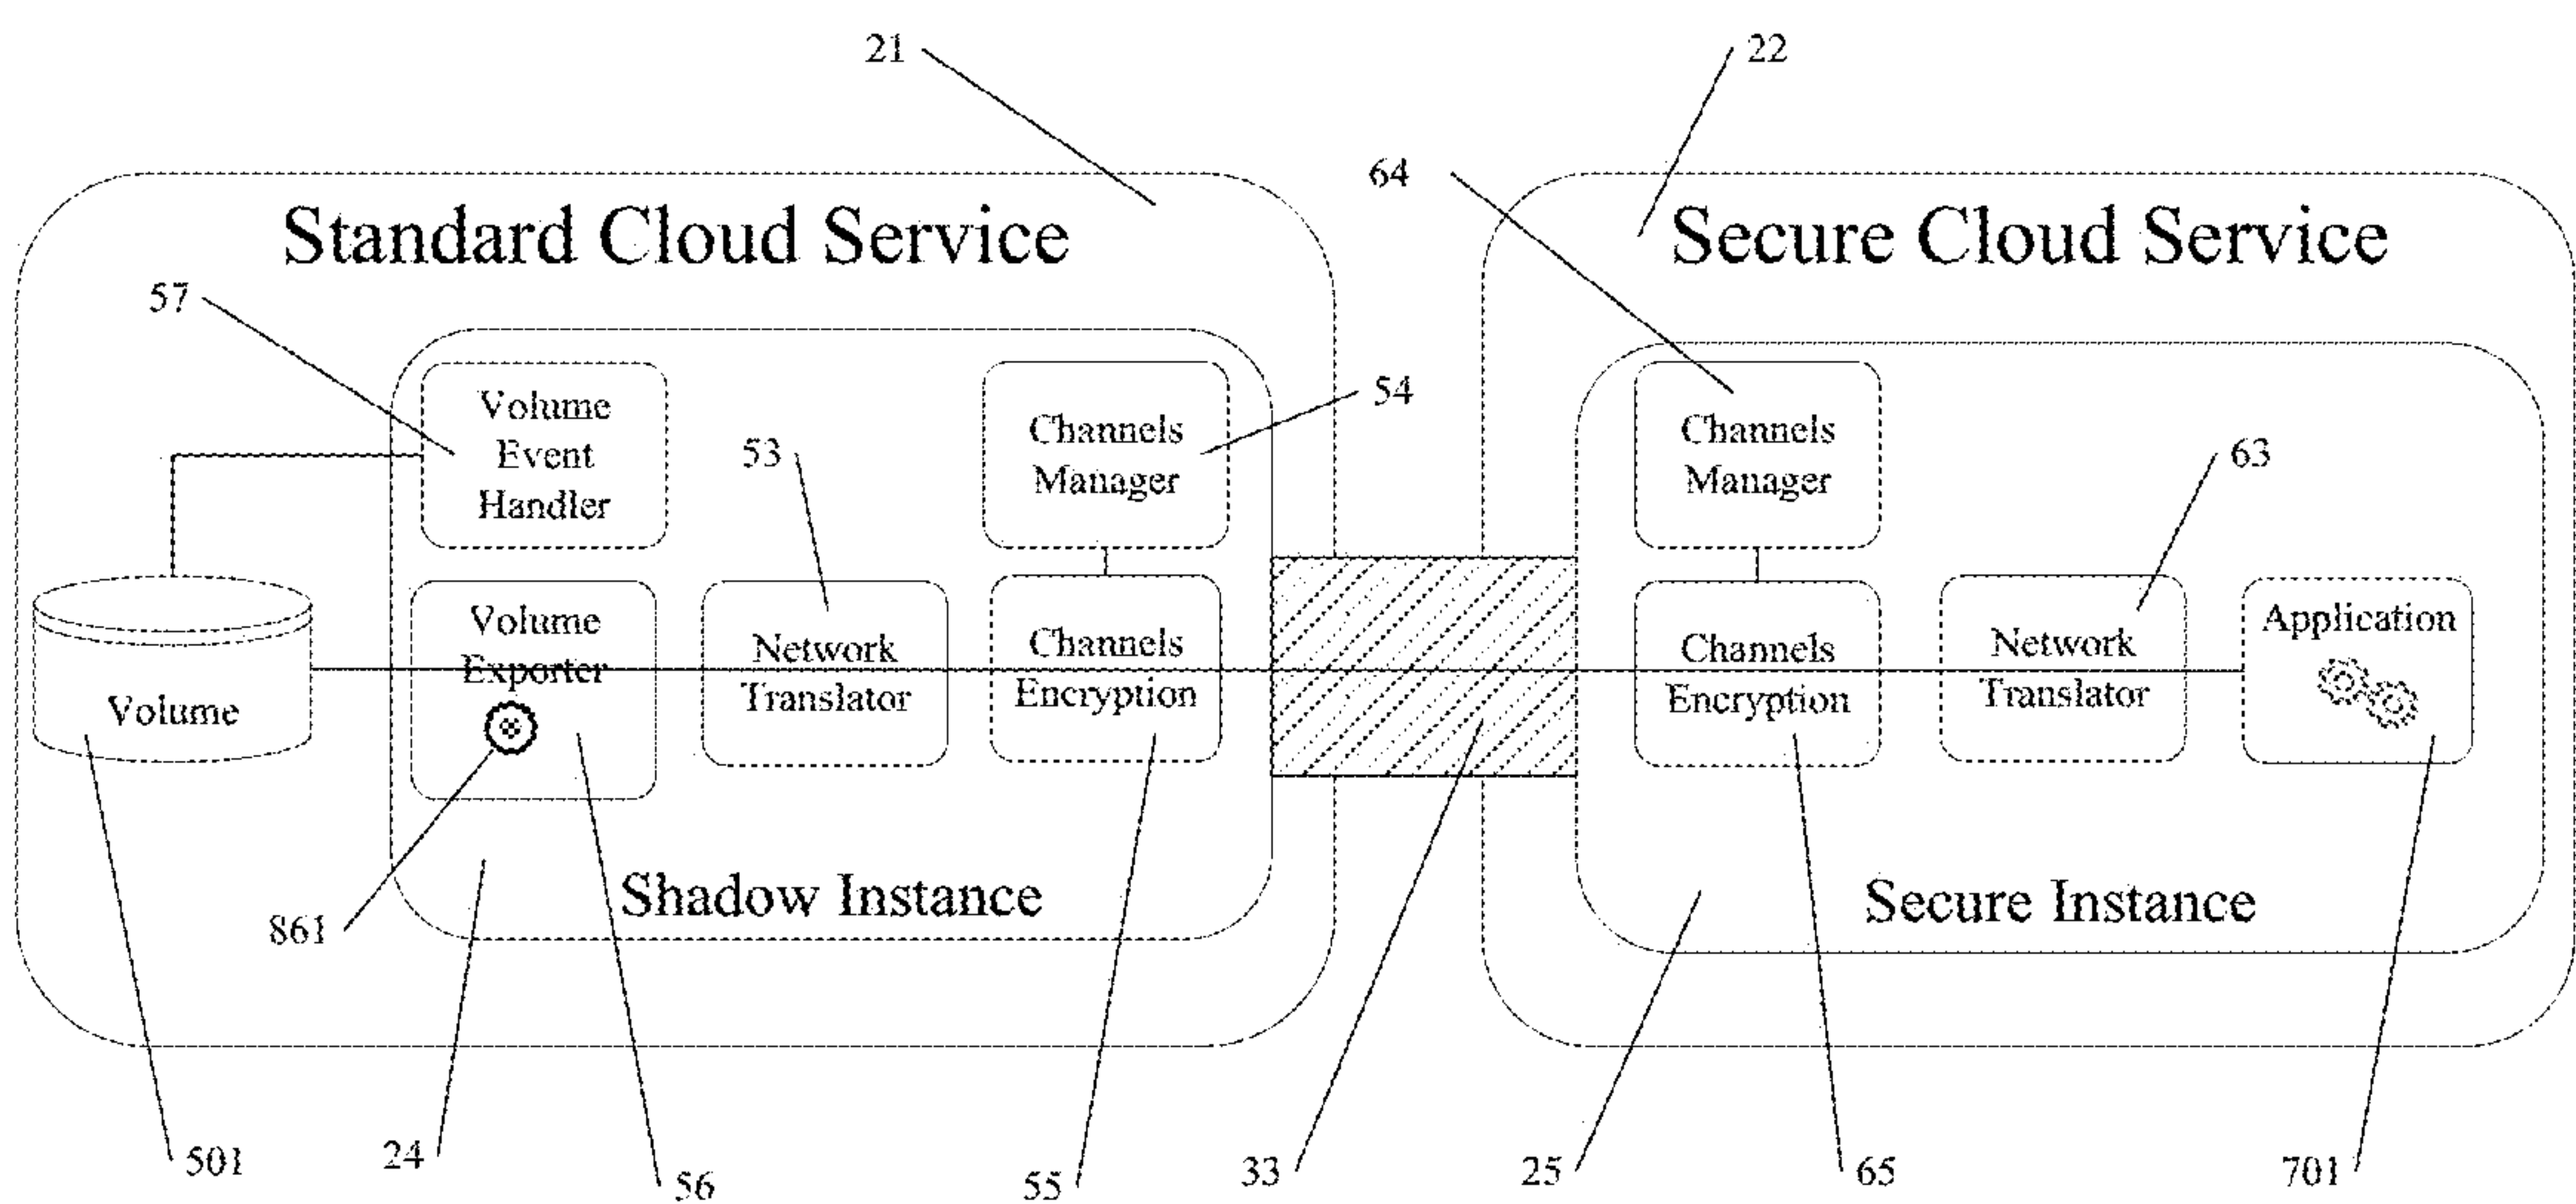 21
22
64
Standard Cloud Service
Secure Cloud Service
57
54
Volume
Event
Handler
53
Channels
Manager
Channels
Manager
63
Volume
Volume
Exporter
Network
Translator
Channels
Encryption
Channels
Encryption
Network
Translator
Application
861
Shadow Instance
Secure Instance
501
24
56
55
33
25
65
701